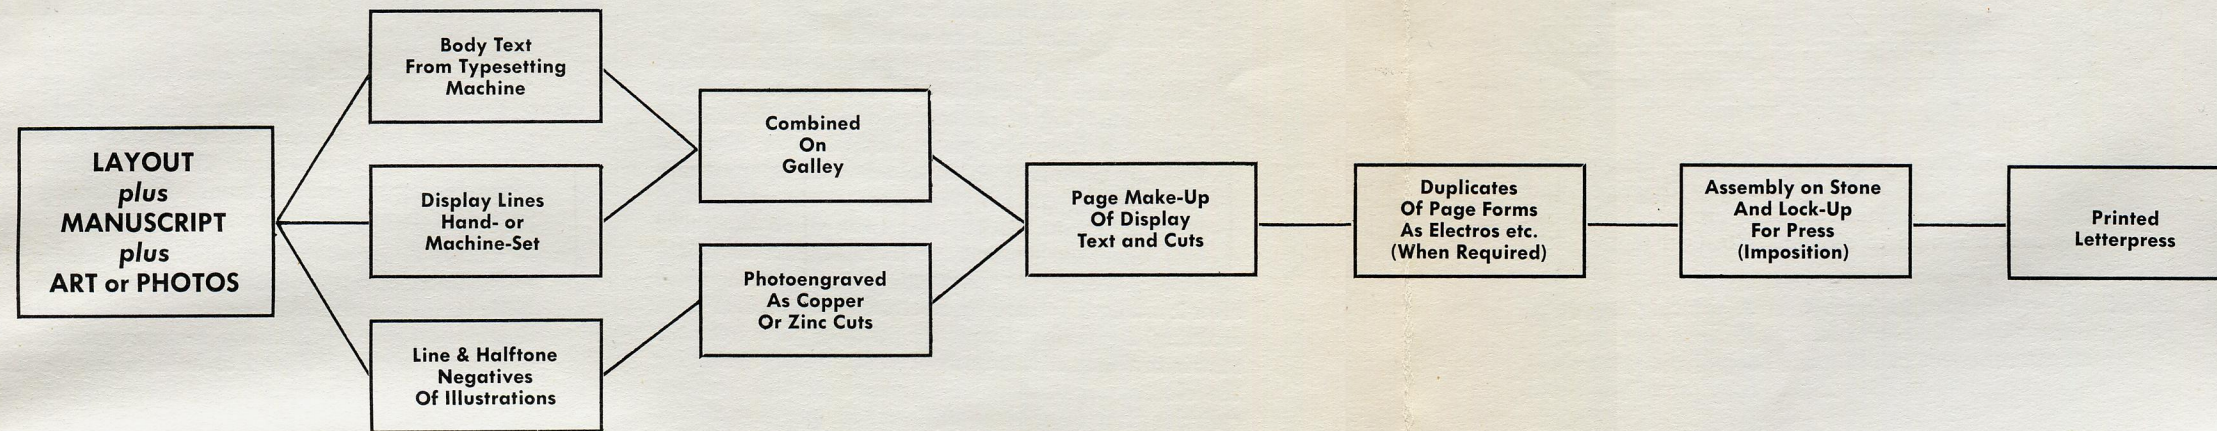 LAYOUT
plus
MANUSCRIPT
plus
ART or PHOTOS
Body Text
From Typesetting
Machine
Display Lines
Hand- or
Machine-Set
Line & Halftone
Negatives
Of Illustrations
Combined
On
Galley
Photoengraved
As Copper
Or Zinc Cuts
Page Make-Up
Of Display
Text and Cuts
Duplicates
Of Page Forms
As Electros etc.
(When Required)
Assembly on Stone
And Lock-Up
For Press
(Imposition)
Printed
Letterpress